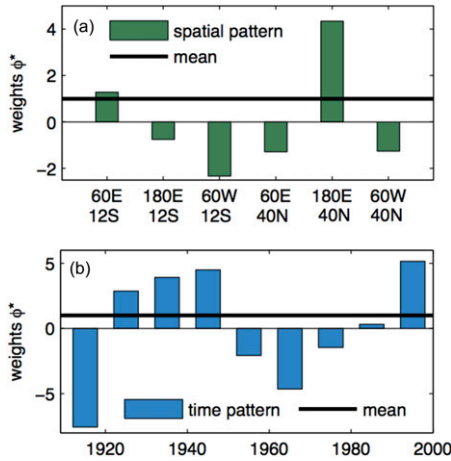 (a)
spatial pattern
mean
weights ϕ*
4
2
0
−2
60E 180E 60W 60E 180E 60W
12S 12S 12S 40N 40N 40N
(b)
weights ϕ*
5
0
−5
time pattern mean
1920 1940 1960 1980 2000